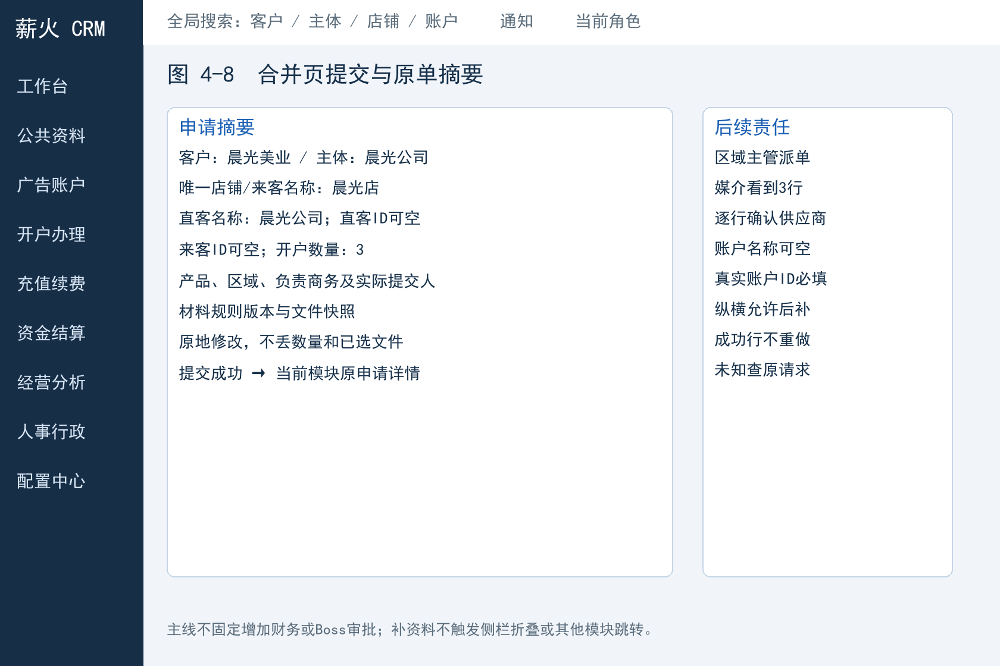 薪火 CRM
全局搜索：客户 / 主体 / 店铺 / 账户
通知
当前角色
工作台
公共资料
广告账户
开户办理
充值续费
资金结算
经营分析
人事行政
配置中心
图 4-8 合并页提交与原单摘要
申请摘要
客户：晨光美业 / 主体：晨光公司
唯一店铺/来客名称：晨光店
直客名称：晨光公司；直客ID可空
来客ID可空；开户数量：3
产品、区域、负责商务及实际提交人
材料规则版本与文件快照
原地修改，不丢数量和已选文件
提交成功 → 当前模块原申请详情
后续责任
区域主管派单
媒介看到3行
逐行确认供应商
账户名称可空
真实账户ID必填
纵横允许后补
成功行不重做
未知查原请求
主线不固定增加财务或Boss审批；补资料不触发侧栏折叠或其他模块跳转。